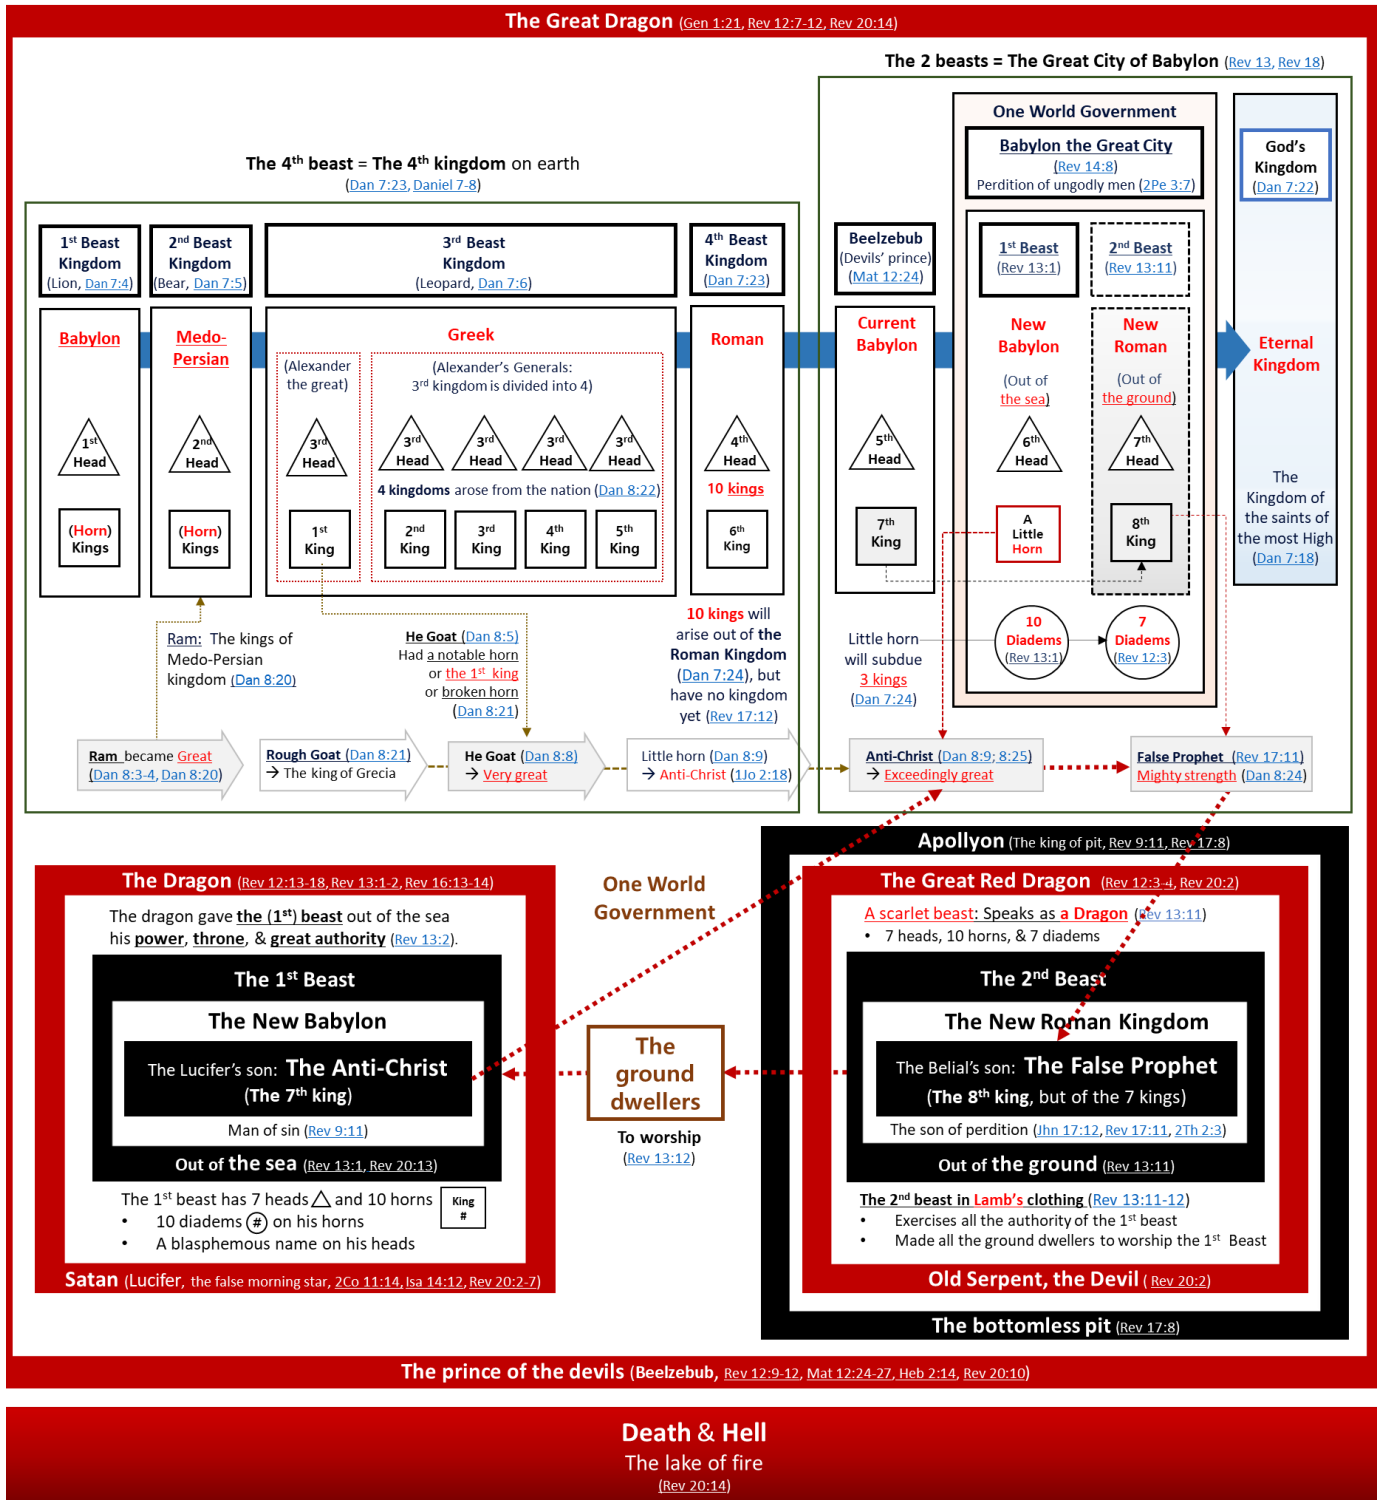 The Great Dragon (Gen 1:21, Rev 12:7-12, Rev 20:14)
The 2 beasts = The Great City of Babylon (Rev 13, Rev 18)
The 4th beast = The 4th kingdom on earth
(Dan 7:23, Daniel 7-8)
One World Government
Babylon the Great City
(Rev 14:8)
Perdition of ungodly men (2Pe 3:7)
God's
Kingdom
(Dan 7:22)
1st Beast
Kingdom
(Lion, Dan 7:4)
2nd Beast
Kingdom
(Bear, Dan 7:5)
3rd Beast
Kingdom
(Leopard, Dan 7:6)
4th Beast
Kingdom
(Dan 7:23)
Beelzebub
(Devils' prince)
(Mat 12:24)
1st Beast
(Rev 13:1)
2nd Beast
(Rev 13:11)
Babylon
1st
Head
(Horn)
Kings
Medo-
Persian
2nd
Head
(Horn)
Kings
Greek
(Alexander
the great)
3rd
Head
1st
King
(Alexander's Generals:
3rd kingdom is divided into 4)
3rd
Head
3rd
Head
3rd
Head
3rd
Head
4 kingdoms arose from the nation (Dan 8:22)
2nd
King
3rd
King
4th
King
5th
King
Roman
4th
Head
10 kings
6th
King
Current
Babylon
5th
Head
7th
King
New
Babylon
(Out of
the sea)
6th
Head
A
Little
Horn
10
Diadems
(Rev 13:1)
New
Roman
(Out of
the ground)
7th
Head
8th
King
7
Diadems
(Rev 12:3)
Eternal
Kingdom
The
Kingdom of
the saints of
the most High
(Dan 7:18)
Ram: The kings of
Medo-Persian
kingdom (Dan 8:20)
He Goat (Dan 8:5)
Had a notable horn
or the 1st king
or broken horn
(Dan 8:21)
10 kings will
arise out of the
Roman Kingdom
(Dan 7:24), but
have no kingdom
yet (Rev 17:12)
Little horn
will subdue
3 kings
(Dan 7:24)
Ram became Great
(Dan 8:3-4, Dan 8:20)
Rough Goat (Dan 8:21)
→ The king of Grecia
He Goat (Dan 8:8)
→ Very great
Little horn (Dan 8:9)
→ Anti-Christ (1Jo 2:18)
Anti-Christ (Dan 8:9; 8:25)
→ Exceedingly great
False Prophet (Rev 17:11)
Mighty strength (Dan 8:24)
The Dragon (Rev 12:13-18, Rev 13:1-2, Rev 16:13-14)
The dragon gave the (1st) beast out of the sea
his power, throne, & great authority (Rev 13:2).
The 1st Beast
The New Babylon
The Lucifer's son: The Anti-Christ
(The 7th king)
Man of sin (Rev 9:11)
Out of the sea (Rev 13:1, Rev 20:13)
The 1st beast has 7 heads and 10 horns
King
#
• 10 diadems # on his horns
• A blasphemous name on his heads
Satan (Lucifer, the false morning star, 2Co 11:14, Isa 14:12, Rev 20:2-7)
One World
Government
The
ground
dwellers
To worship
(Rev 13:12)
Apollyon (The king of pit, Rev 9:11, Rev 17:8)
The Great Red Dragon (Rev 12:3-4, Rev 20:2)
A scarlet beast: Speaks as a Dragon (Rev 13:11)
• 7 heads, 10 horns, & 7 diadems
The 2nd Beast
The New Roman Kingdom
The Belial's son: The False Prophet
(The 8th king, but of the 7 kings)
The son of perdition (Jhn 17:12, Rev 17:11, 2Th 2:3)
Out of the ground (Rev 13:11)
The 2nd beast in Lamb's clothing (Rev 13:11-12)
• Exercises all the authority of the 1st beast
• Made all the ground dwellers to worship the 1st Beast
Old Serpent, the Devil ( Rev 20:2)
The bottomless pit (Rev 17:8)
The prince of the devils (Beelzebub, Rev 12:9-12, Mat 12:24-27, Heb 2:14, Rev 20:10)
Death & Hell
The lake of fire
(Rev 20:14)